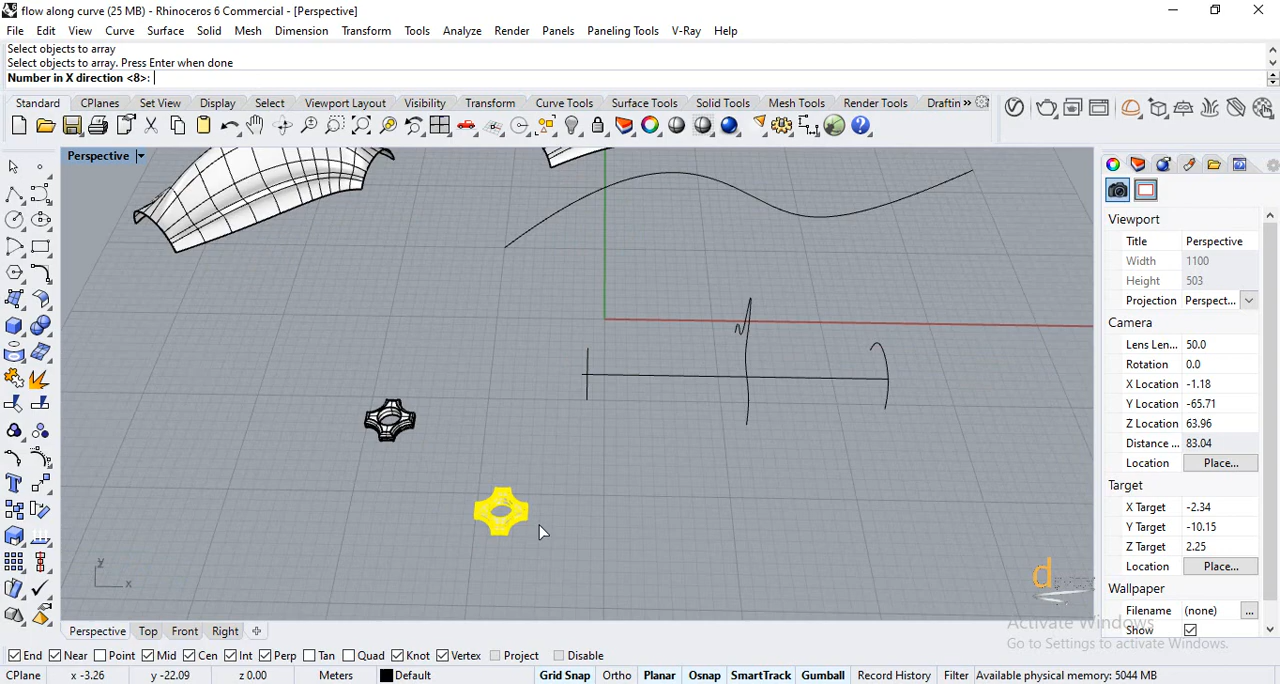 flow along curve (25 MB) - Rhinoceros 6 Commercial - [Perspective]
File Edit View Curve Surface Solid Mesh Dimension Transform Tools Analyze Render Panels Paneling Tools V-Ray Help
Select objects to array
Select objects to array. Press Enter when done
Number in X direction <8>:
Standard CPlanes Set View Display Select Viewport Layout Visibility Transform Curve Tools Surface Tools Solid Tools Mesh Tools Render Tools Draftin »
Perspective
Viewport
Title Perspective
Width 1100
Height 503
Projection Perspect...
Camera
Lens Len... 50.0
Rotation 0.0
X Location -1.18
Y Location -65.71
Z Location 63.96
Distance ... 83.04
Location Place...
Target
X Target -2.34
Y Target -10.15
Z Target 2.25
Location Place...
Wallpaper
Filename (none) ...
Show
y
z x
d
Activate Windows
Go to Settings to activate Windows.
Perspective Top Front Right
End Near Point Mid Cen Int Perp Tan Quad Knot Vertex Project Disable
CPlane x -3.26 y -22.09 z 0.00 Meters Default Grid Snap Ortho Planar Osnap SmartTrack Gumball Record History Filter Available physical memory: 5044 MB